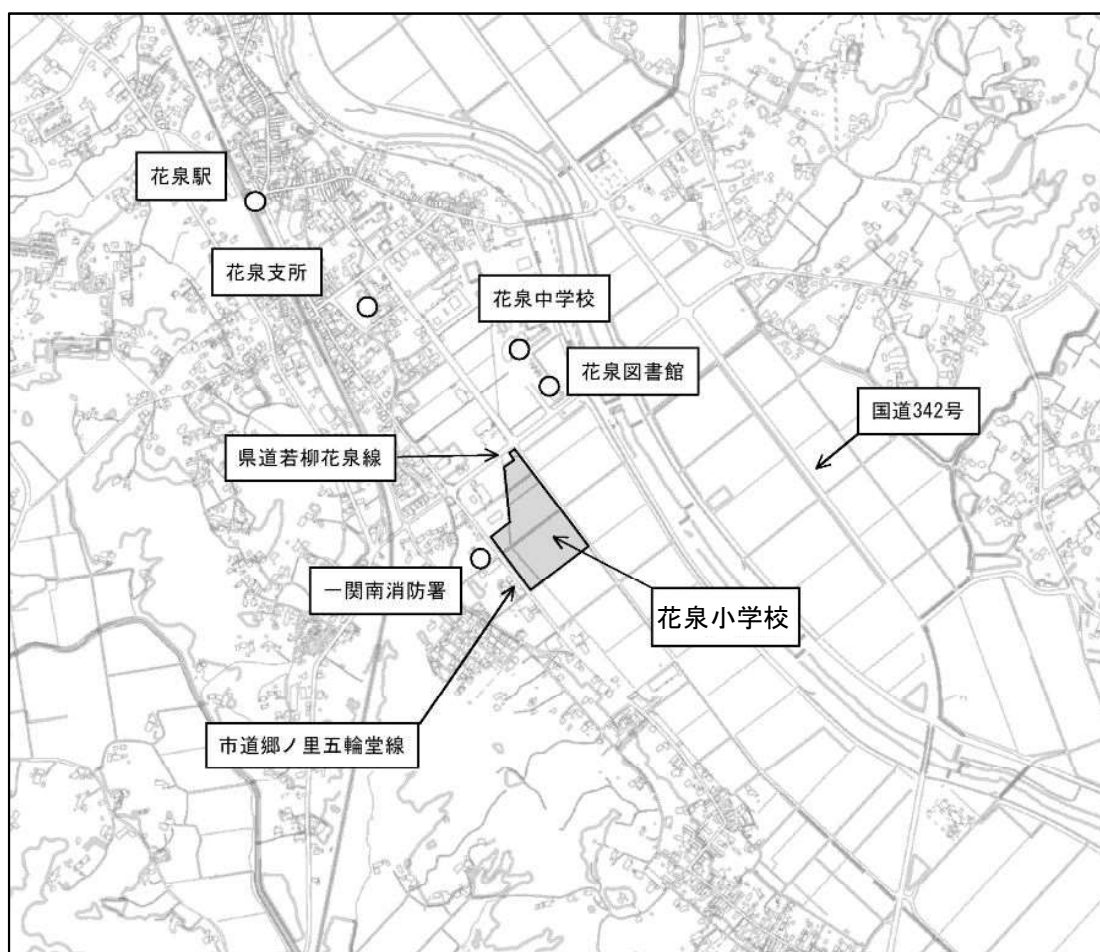 花泉駅
花泉支所
花泉中学校
花泉図書館
国道342号
県道若柳花泉線
一関南消防署
花泉小学校
市道郷ノ里五輪堂線